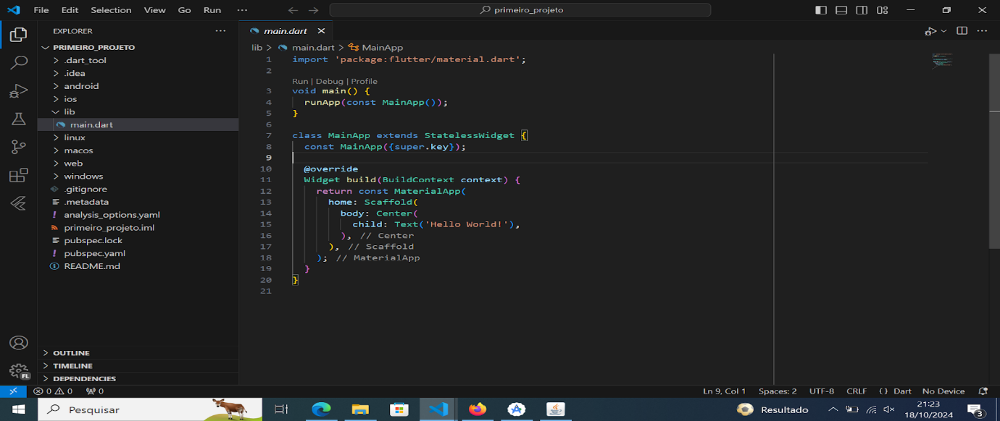 File Edit Selection View Go Run ···
primeiro_projeto
EXPLORER ···
PRIMEIRO_PROJETO
.dart_tool
.idea
android
ios
lib
main.dart
linux
macos
web
windows
.gitignore
.metadata
! analysis_options.yaml
primeiro_projeto.iml
pubspec.lock
! pubspec.yaml
README.md
OUTLINE
TIMELINE
DEPENDENCIES
main.dart
lib > main.dart > MainApp
1 import 'package:flutter/material.dart';
2
Run | Debug | Profile
3 void main() {
4 runApp(const MainApp());
5 }
6
7 class MainApp extends StatelessWidget {
8 const MainApp({super.key});
9
10 @override
11 Widget build(BuildContext context) {
12 return const MaterialApp(
13 home: Scaffold(
14 body: Center(
15 child: Text('Hello World!'),
16 ), // Center
17 ), // Scaffold
18 ); // MaterialApp
19 }
20 }
21
FL
0 0 0 Ln 9, Col 1 Spaces: 2 UTF-8 CRLF {} Dart No Device
Pesquisar
Resultado
21:23
18/10/2024
3